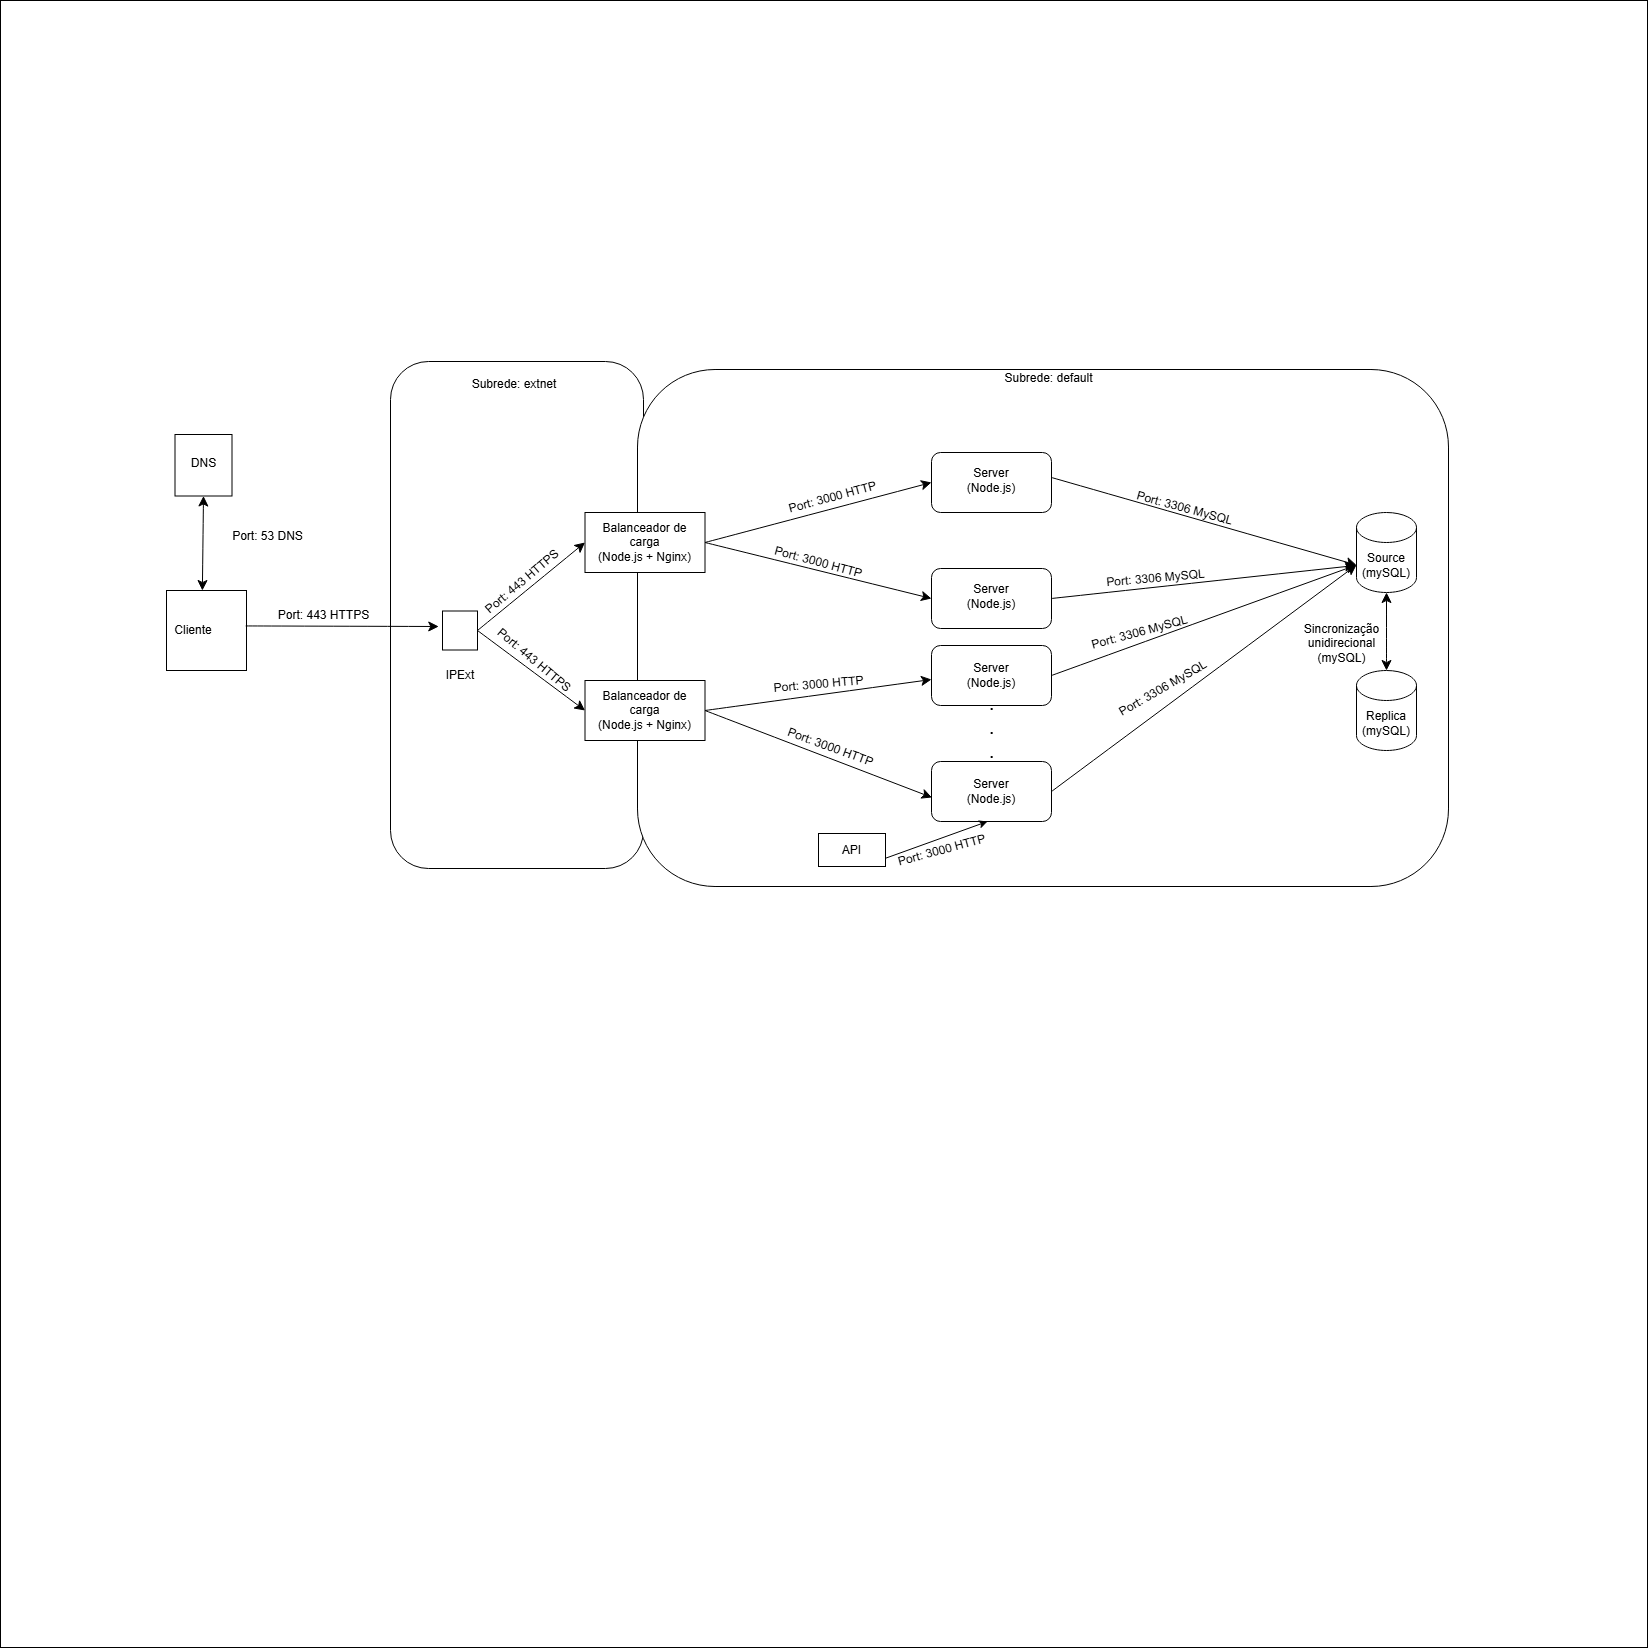 Subrede: extnet
Subrede: default
DNS
Port: 53 DNS
Cliente
Port: 443 HTTPS
IPExt
Port: 443 HTTPS
Port: 443 HTTPS
Balanceador de
carga
(Node.js + Nginx)
Balanceador de
carga
(Node.js + Nginx)
Port: 3000 HTTP
Port: 3000 HTTP
Port: 3000 HTTP
Port: 3000 HTTP
Server
(Node.js)
Server
(Node.js)
Server
(Node.js)
.
.
.
Server
(Node.js)
API
Port: 3000 HTTP
Port: 3306 MySQL
Port: 3306 MySQL
Port: 3306 MySQL
Port: 3306 MySQL
Source
(mySQL)
Sincronização
unidirecional
(mySQL)
Replica
(mySQL)